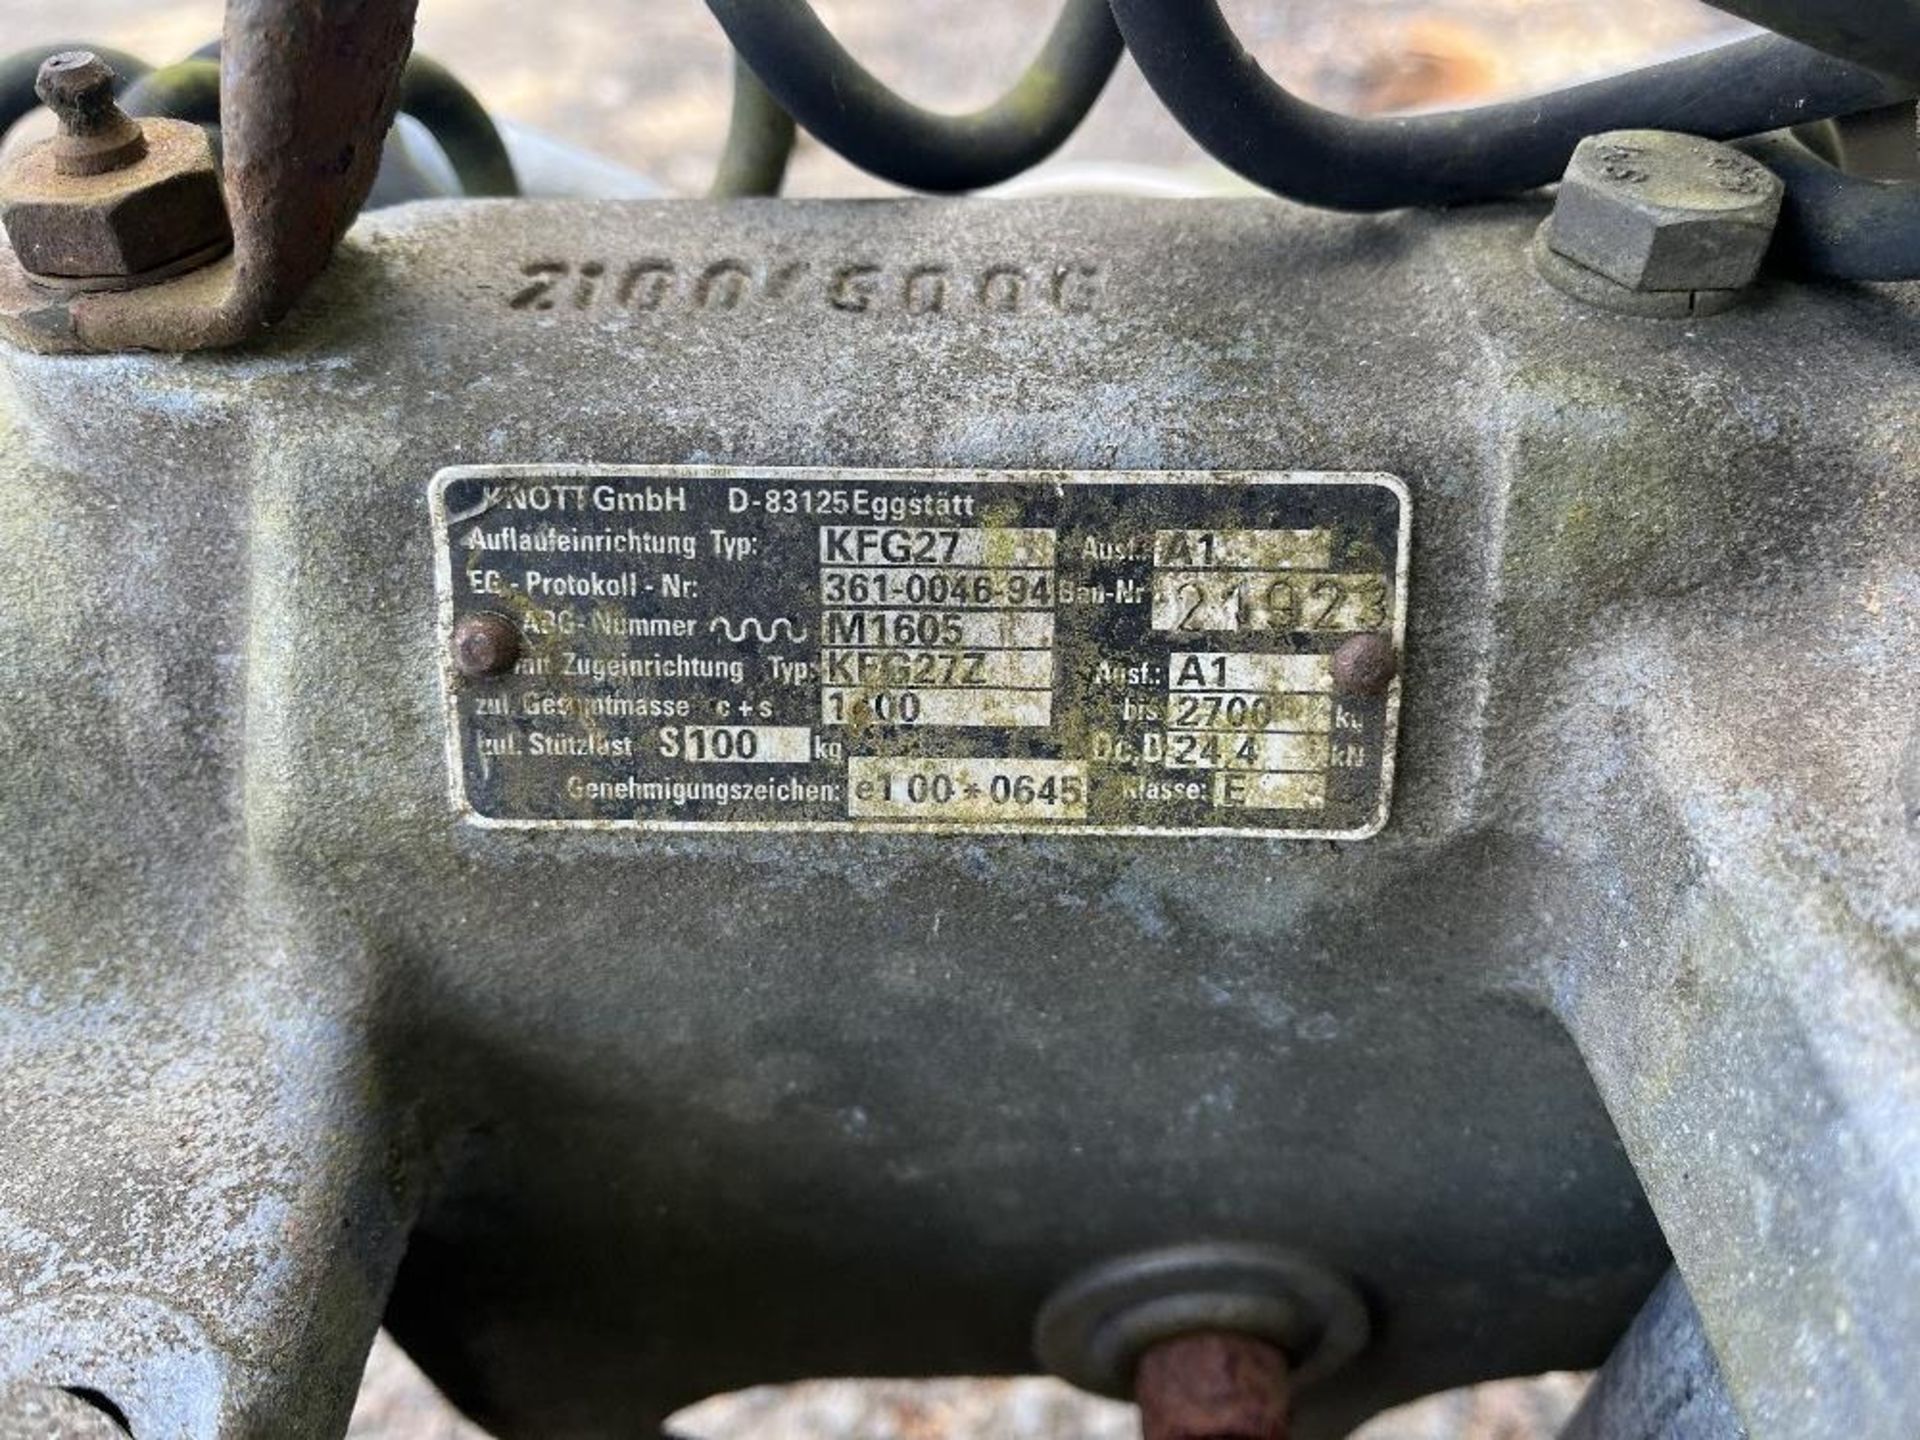 KNOTT GmbH D-83125 Eggstätt
Auflaufeinrichtung Typ: KFG27 Ausf.: A1
EG - Protokoll - Nr: 361-0046-94 Bau-Nr 21923
ABG- Nummer M1605
Zugeinrichtung Typ: KFG27Z Ausf.: A1
zul. Gesamtmasse c + s bis 2700 kg
zul. Stützlast S 100 kg Dc, D 24,4 kN
Genehmigungszeichen: e1 00*0645 Klasse: E